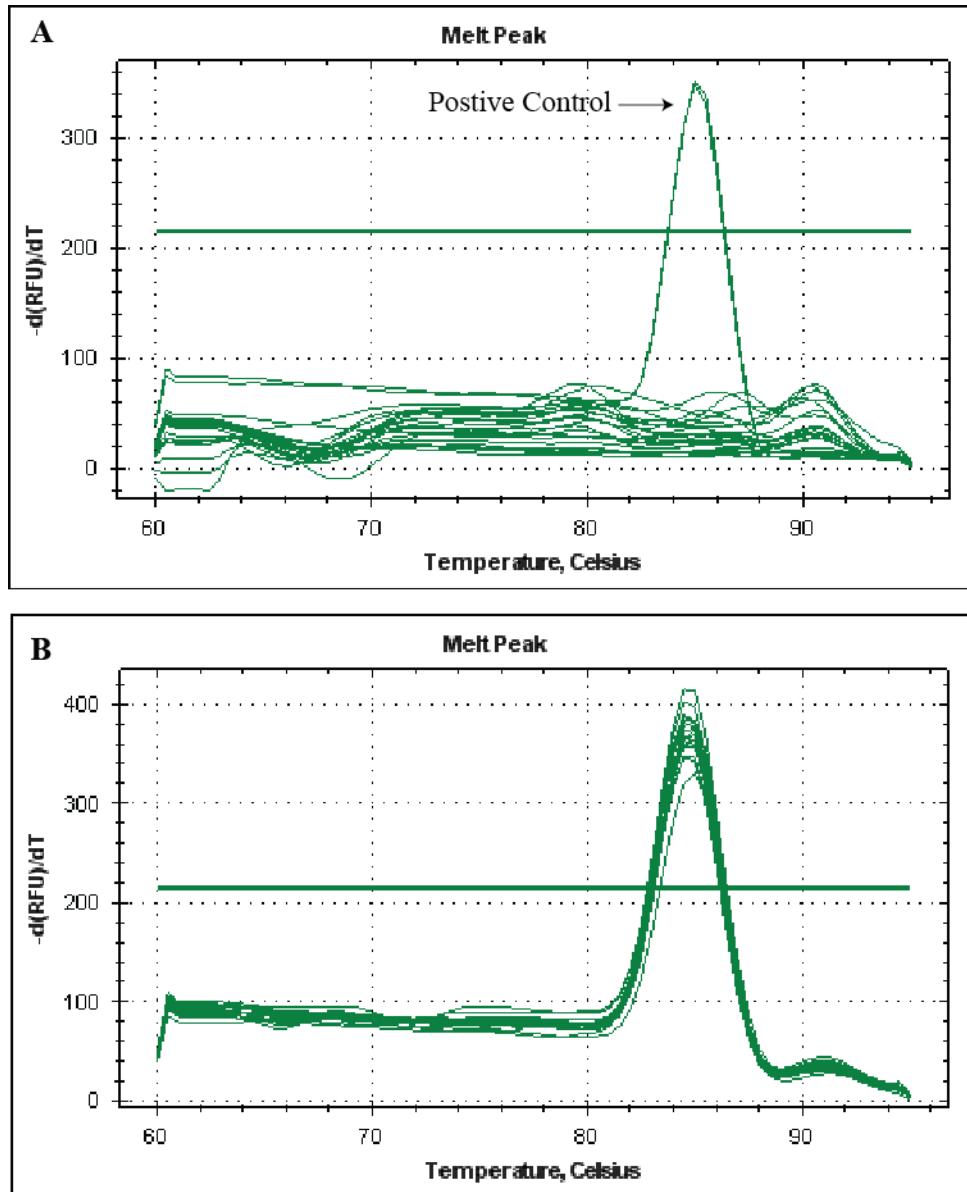 A
Melt Peak
Postive Control
300
200
100
0
-d(RFU)/dT
60 70 80 90
Temperature, Celsius
B
Melt Peak
400
300
200
100
0
-d(RFU)/dT
60 70 80 90
Temperature, Celsius